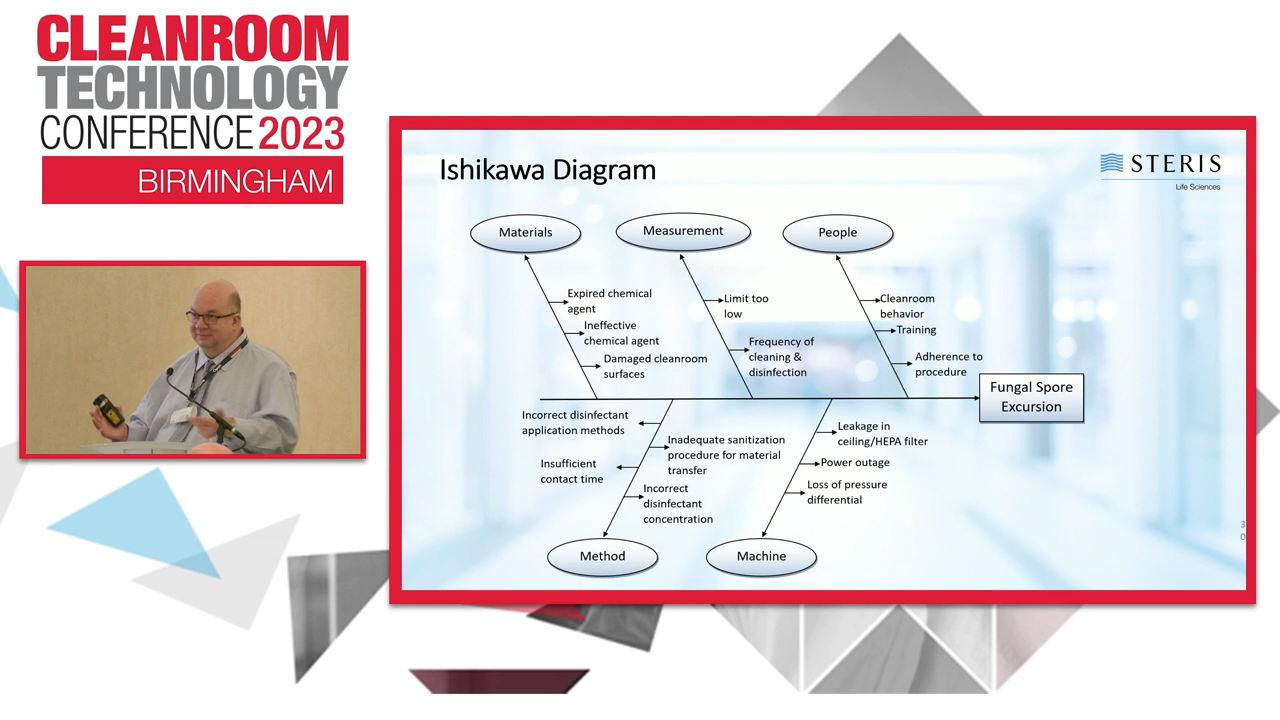 CLEANROOM
TECHNOLOGY
CONFERENCE 2023
BIRMINGHAM
Ishikawa Diagram
STERIS
Life Sciences
Materials
Measurement
People
Expired chemical
agent
Ineffective
chemical agent
Damaged cleanroom
surfaces
Limit too
low
Frequency of
cleaning &
disinfection
Cleanroom
behavior
Training
Adherence to
procedure
Fungal Spore
Excursion
Incorrect disinfectant
application methods
Insufficient
contact time
Inadequate sanitization
procedure for material
transfer
Incorrect
disinfectant
concentration
Leakage in
ceiling/HEPA filter
Power outage
Loss of pressure
differential
Method
Machine
3
0